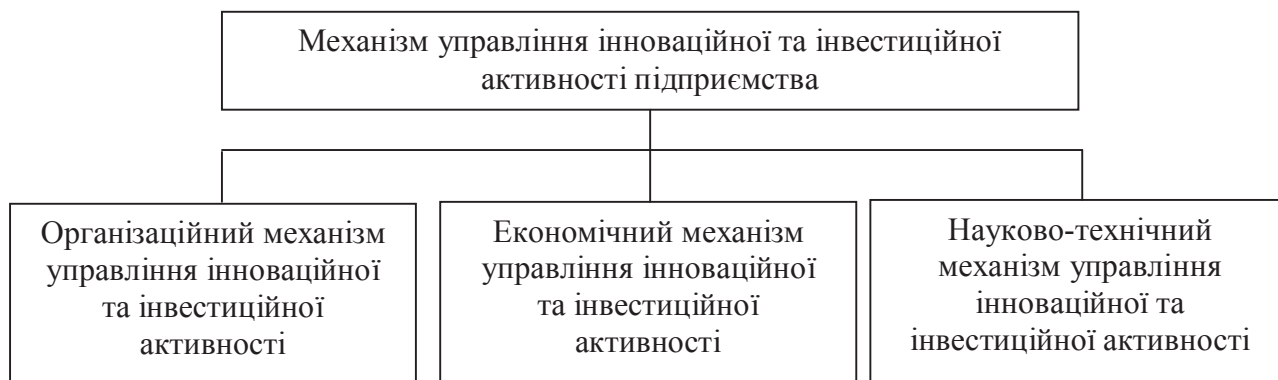 Механізм управління інноваційної та інвестиційної
активності підприємства
Організаційний механізм
управління інноваційної
та інвестиційної
активності
Економічний механізм
управління інноваційної
та інвестиційної
активності
Науково-технічний
механізм управління
інноваційної та
інвестиційної активності